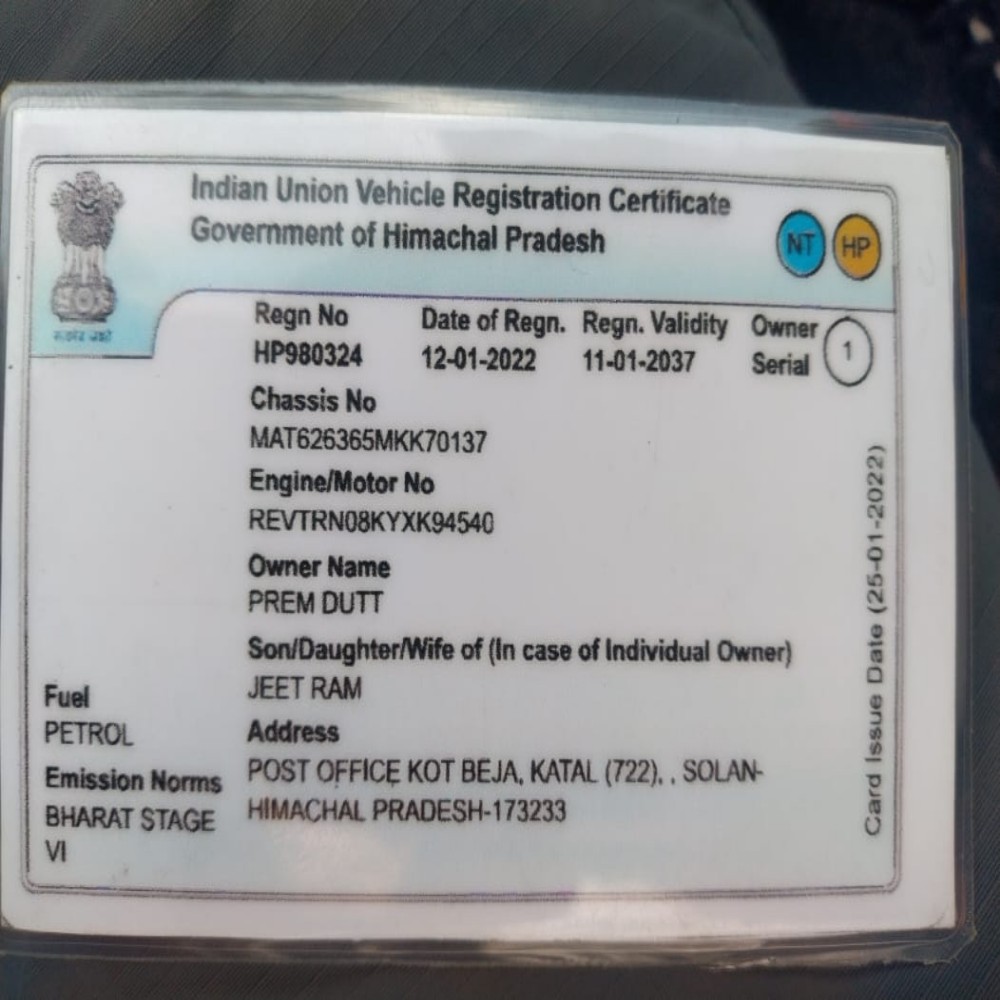 Indian Union Vehicle Registration Certificate
Government of Himachal Pradesh
NT HP
Regn No Date of Regn. Regn. Validity Owner Serial 1
HP980324 12-01-2022 11-01-2037
Chassis No
MAT626365MKK70137
Engine/Motor No
REVTRN08KYXK94540
Owner Name
PREM DUTT
Son/Daughter/Wife of (In case of Individual Owner)
JEET RAM
Address
POST OFFICE KOT BEJA, KATAL (722), , SOLAN-
HIMACHAL PRADESH-173233
Fuel
PETROL
Emission Norms
BHARAT STAGE
VI
Card Issue Date (25-01-2022)